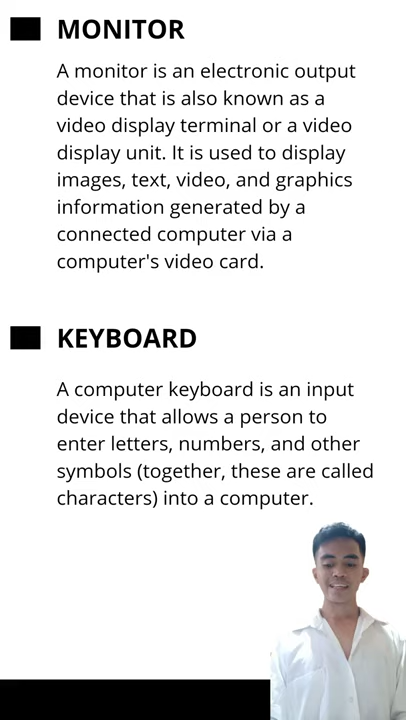 MONITOR
A monitor is an electronic output
device that is also known as a
video display terminal or a video
display unit. It is used to display
images, text, video, and graphics
information generated by a
connected computer via a
computer's video card.
KEYBOARD
A computer keyboard is an input
device that allows a person to
enter letters, numbers, and other
symbols (together, these are called
characters) into a computer.